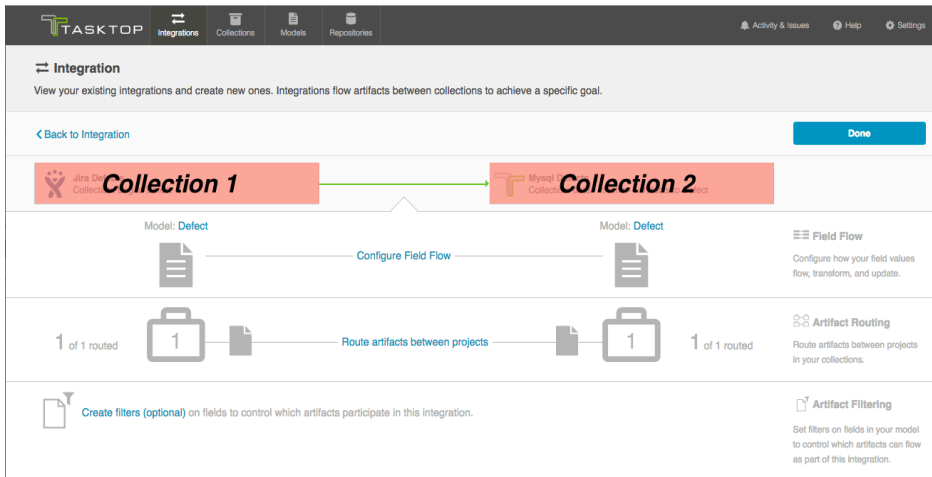 TASKTOP
Integrations
Collections
Models
Repositories
Activity & Issues
Help
Settings
Integration
View your existing integrations and create new ones. Integrations flow artifacts between collections to achieve a specific goal.
Back to Integration
Done
Jira
Collection 1
Mysql
Collection 2
Model: Defect
Model: Defect
Configure Field Flow
Field Flow
Configure how your field values
flow, transform, and update.
1 of 1 routed
1
Route artifacts between projects
1
1 of 1 routed
Artifact Routing
Route artifacts between projects
in your collections.
Create filters (optional) on fields to control which artifacts participate in this integration.
Artifact Filtering
Set filters on fields in your model
to control which artifacts can flow
as part of this integration.